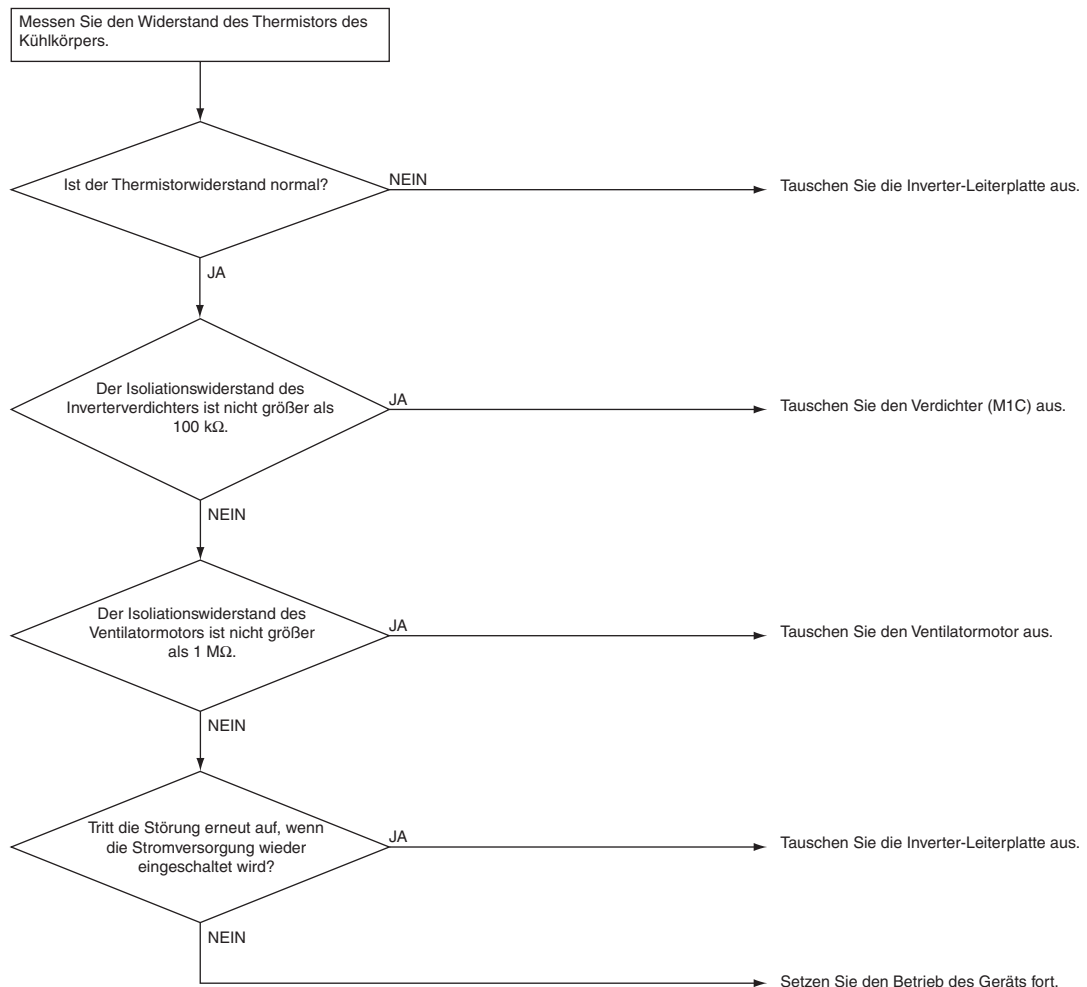 Messen Sie den Widerstand des Thermistors des
Kühlkörpers.
Ist der Thermistorwiderstand normal?
NEIN
Tauschen Sie die Inverter-Leiterplatte aus.
JA
Der Isoliationswiderstand des
Inverterverdichters ist nicht größer als
100 kΩ.
JA
Tauschen Sie den Verdichter (M1C) aus.
NEIN
Der Isoliationswiderstand des
Ventilatormotors ist nicht größer
als 1 MΩ.
JA
Tauschen Sie den Ventilatormotor aus.
NEIN
Tritt die Störung erneut auf, wenn
die Stromversorgung wieder
eingeschaltet wird?
JA
Tauschen Sie die Inverter-Leiterplatte aus.
NEIN
Setzen Sie den Betrieb des Geräts fort.